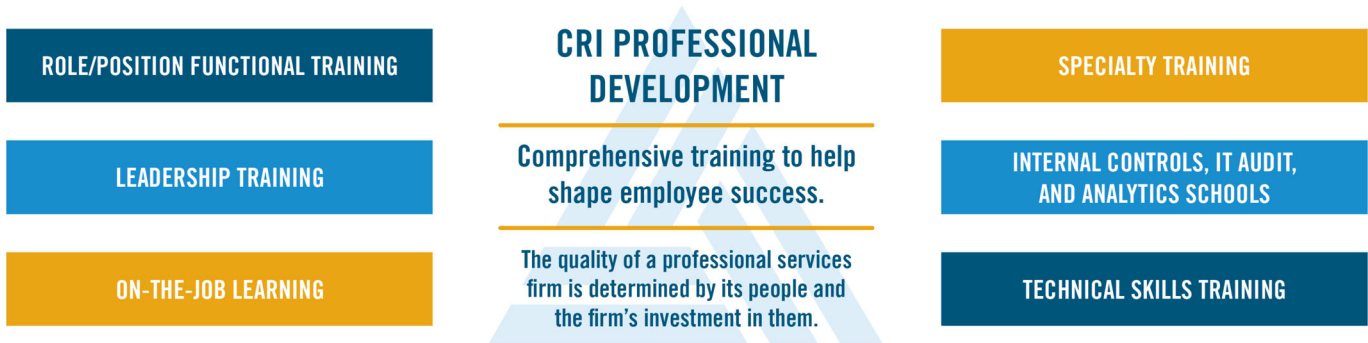 ROLE/POSITION FUNCTIONAL TRAINING
LEADERSHIP TRAINING
ON-THE-JOB LEARNING
CRI PROFESSIONAL
DEVELOPMENT
Comprehensive training to help
shape employee success.
The quality of a professional services
firm is determined by its people and
the firm's investment in them.
SPECIALTY TRAINING
INTERNAL CONTROLS, IT AUDIT,
AND ANALYTICS SCHOOLS
TECHNICAL SKILLS TRAINING